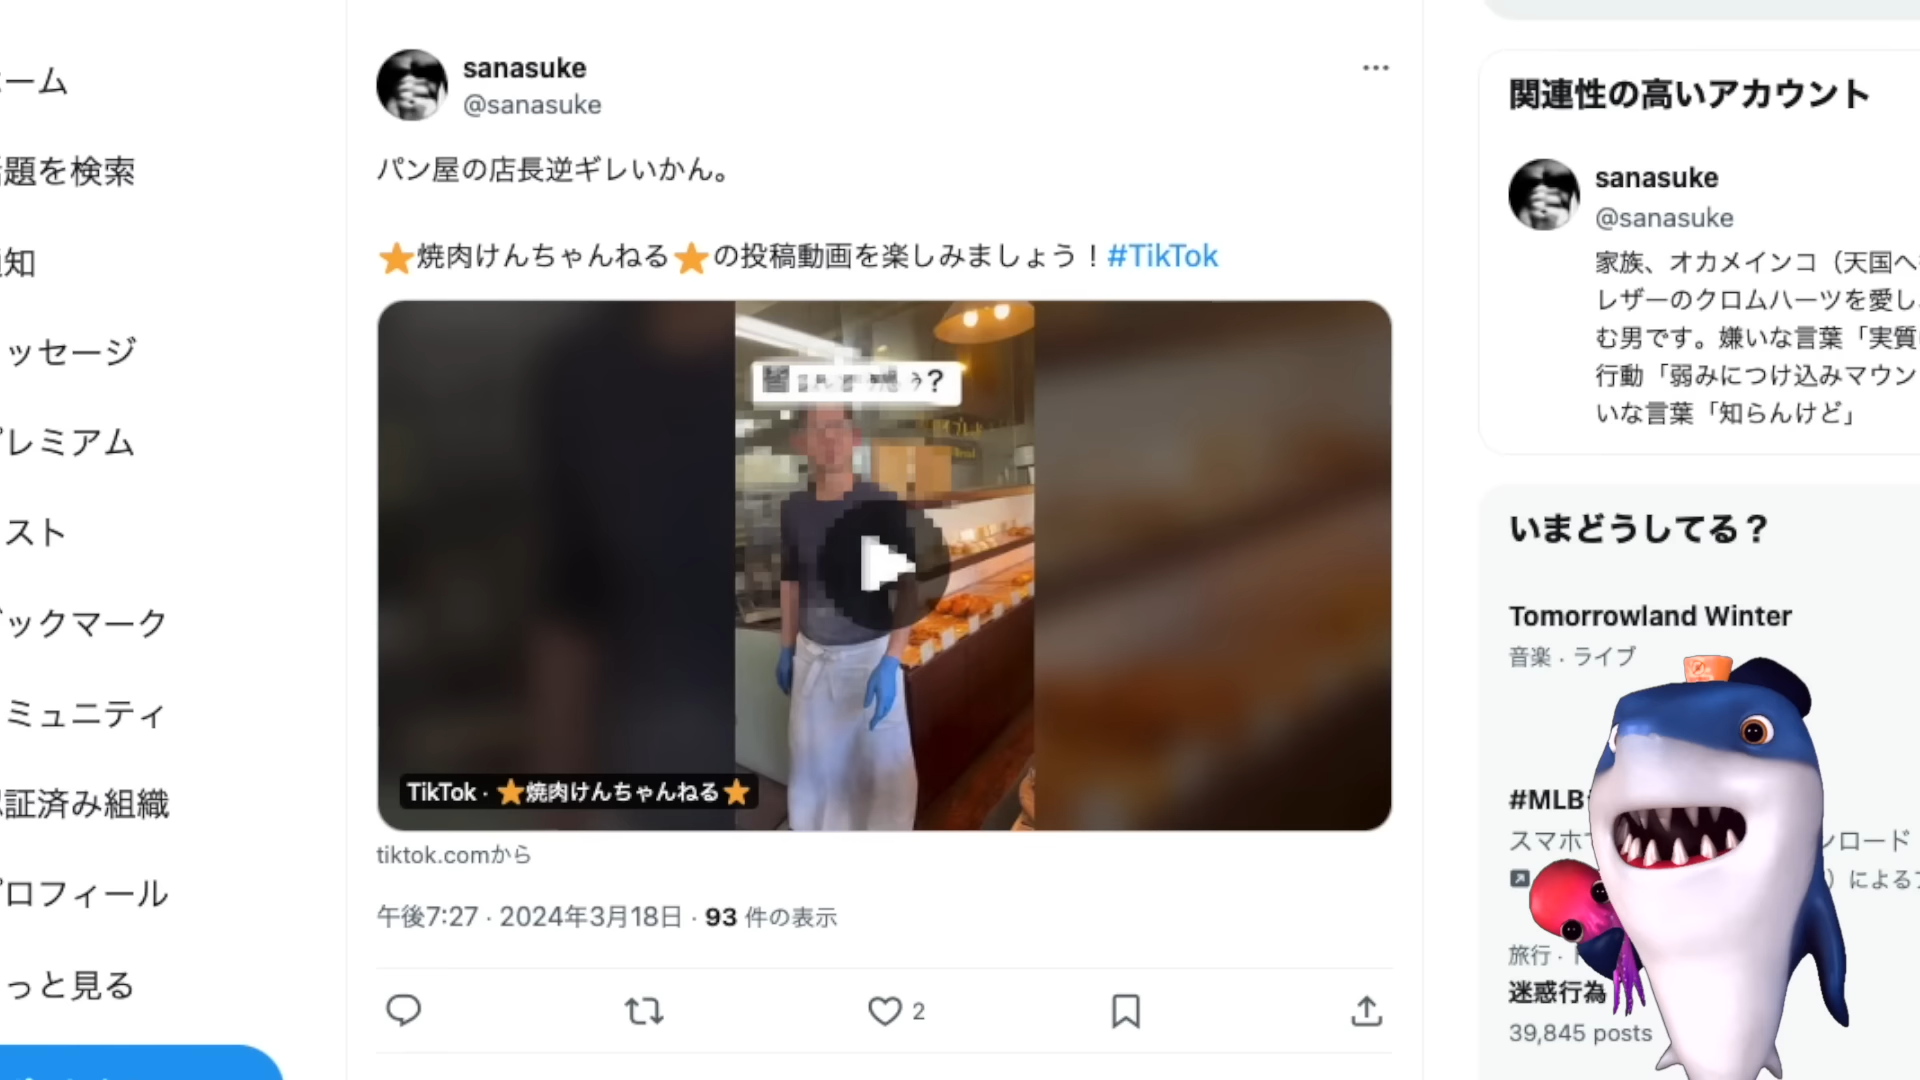 ーム
題を検索
知
ッセージ
レミアム
スト
ックマーク
ミュニティ
証済み組織
ロフィール
っと見る
sanasuke
@sanasuke
パン屋の店長逆ギレいかん。
⭐焼肉けんちゃんねる⭐の投稿動画を楽しみましょう！#TikTok
TikTok · ⭐焼肉けんちゃんねる⭐
tiktok.comから
午後7:27 · 2024年3月18日 · 93 件の表示
2
関連性の高いアカウント
sanasuke
@sanasuke
家族、オカメインコ（天国へ
レザーのクロムハーツを愛し
む男です。嫌いな言葉「実質
行動「弱みにつけ込みマウン
いな言葉「知らんけど」
いまどうしてる？
Tomorrowland Winter
音楽 · ライブ
#MLB
スマホ
ンロード
）によるプ
旅行 ·
迷惑行為
39,845 posts